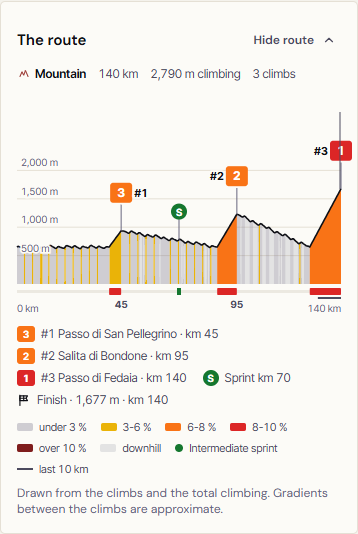 The route
Hide route
Mountain 140 km 2,790 m climbing 3 climbs
#3 1
2,000 m
#2 2
1,500 m
3 #1
1,000 m
S
500 m
0 km 45 95 140 km
3 #1 Passo di San Pellegrino · km 45
2 #2 Salita di Bondone · km 95
1 #3 Passo di Fedaia · km 140 S Sprint km 70
Finish · 1,677 m · km 140
under 3 % 3-6 % 6-8 % 8-10 %
over 10 % downhill Intermediate sprint
last 10 km
Drawn from the climbs and the total climbing. Gradients
between the climbs are approximate.